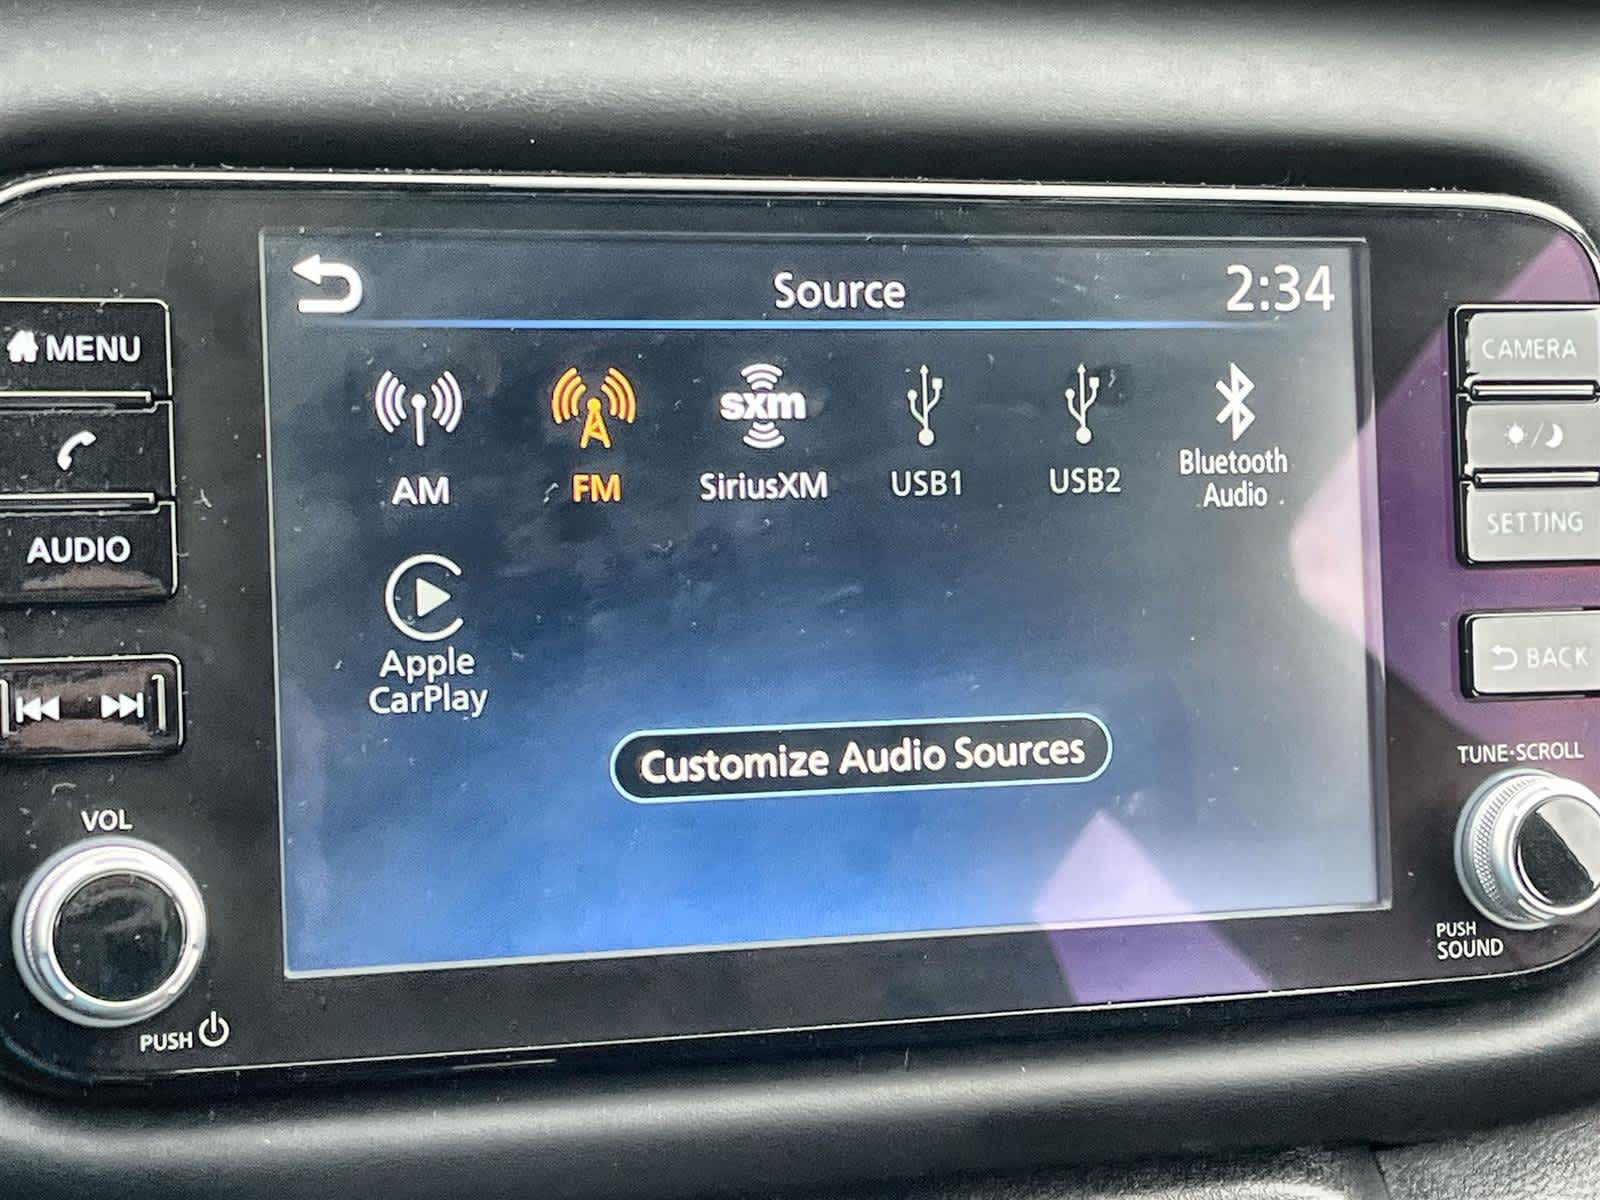 Source
2:34
MENU
AUDIO
VOL
PUSH
AM
FM
sxm
SiriusXM
USB1
USB2
Bluetooth
Audio
Apple
CarPlay
Customize Audio Sources
CAMERA
/
SETTING
BACK
TUNE·SCROLL
PUSH
SOUND